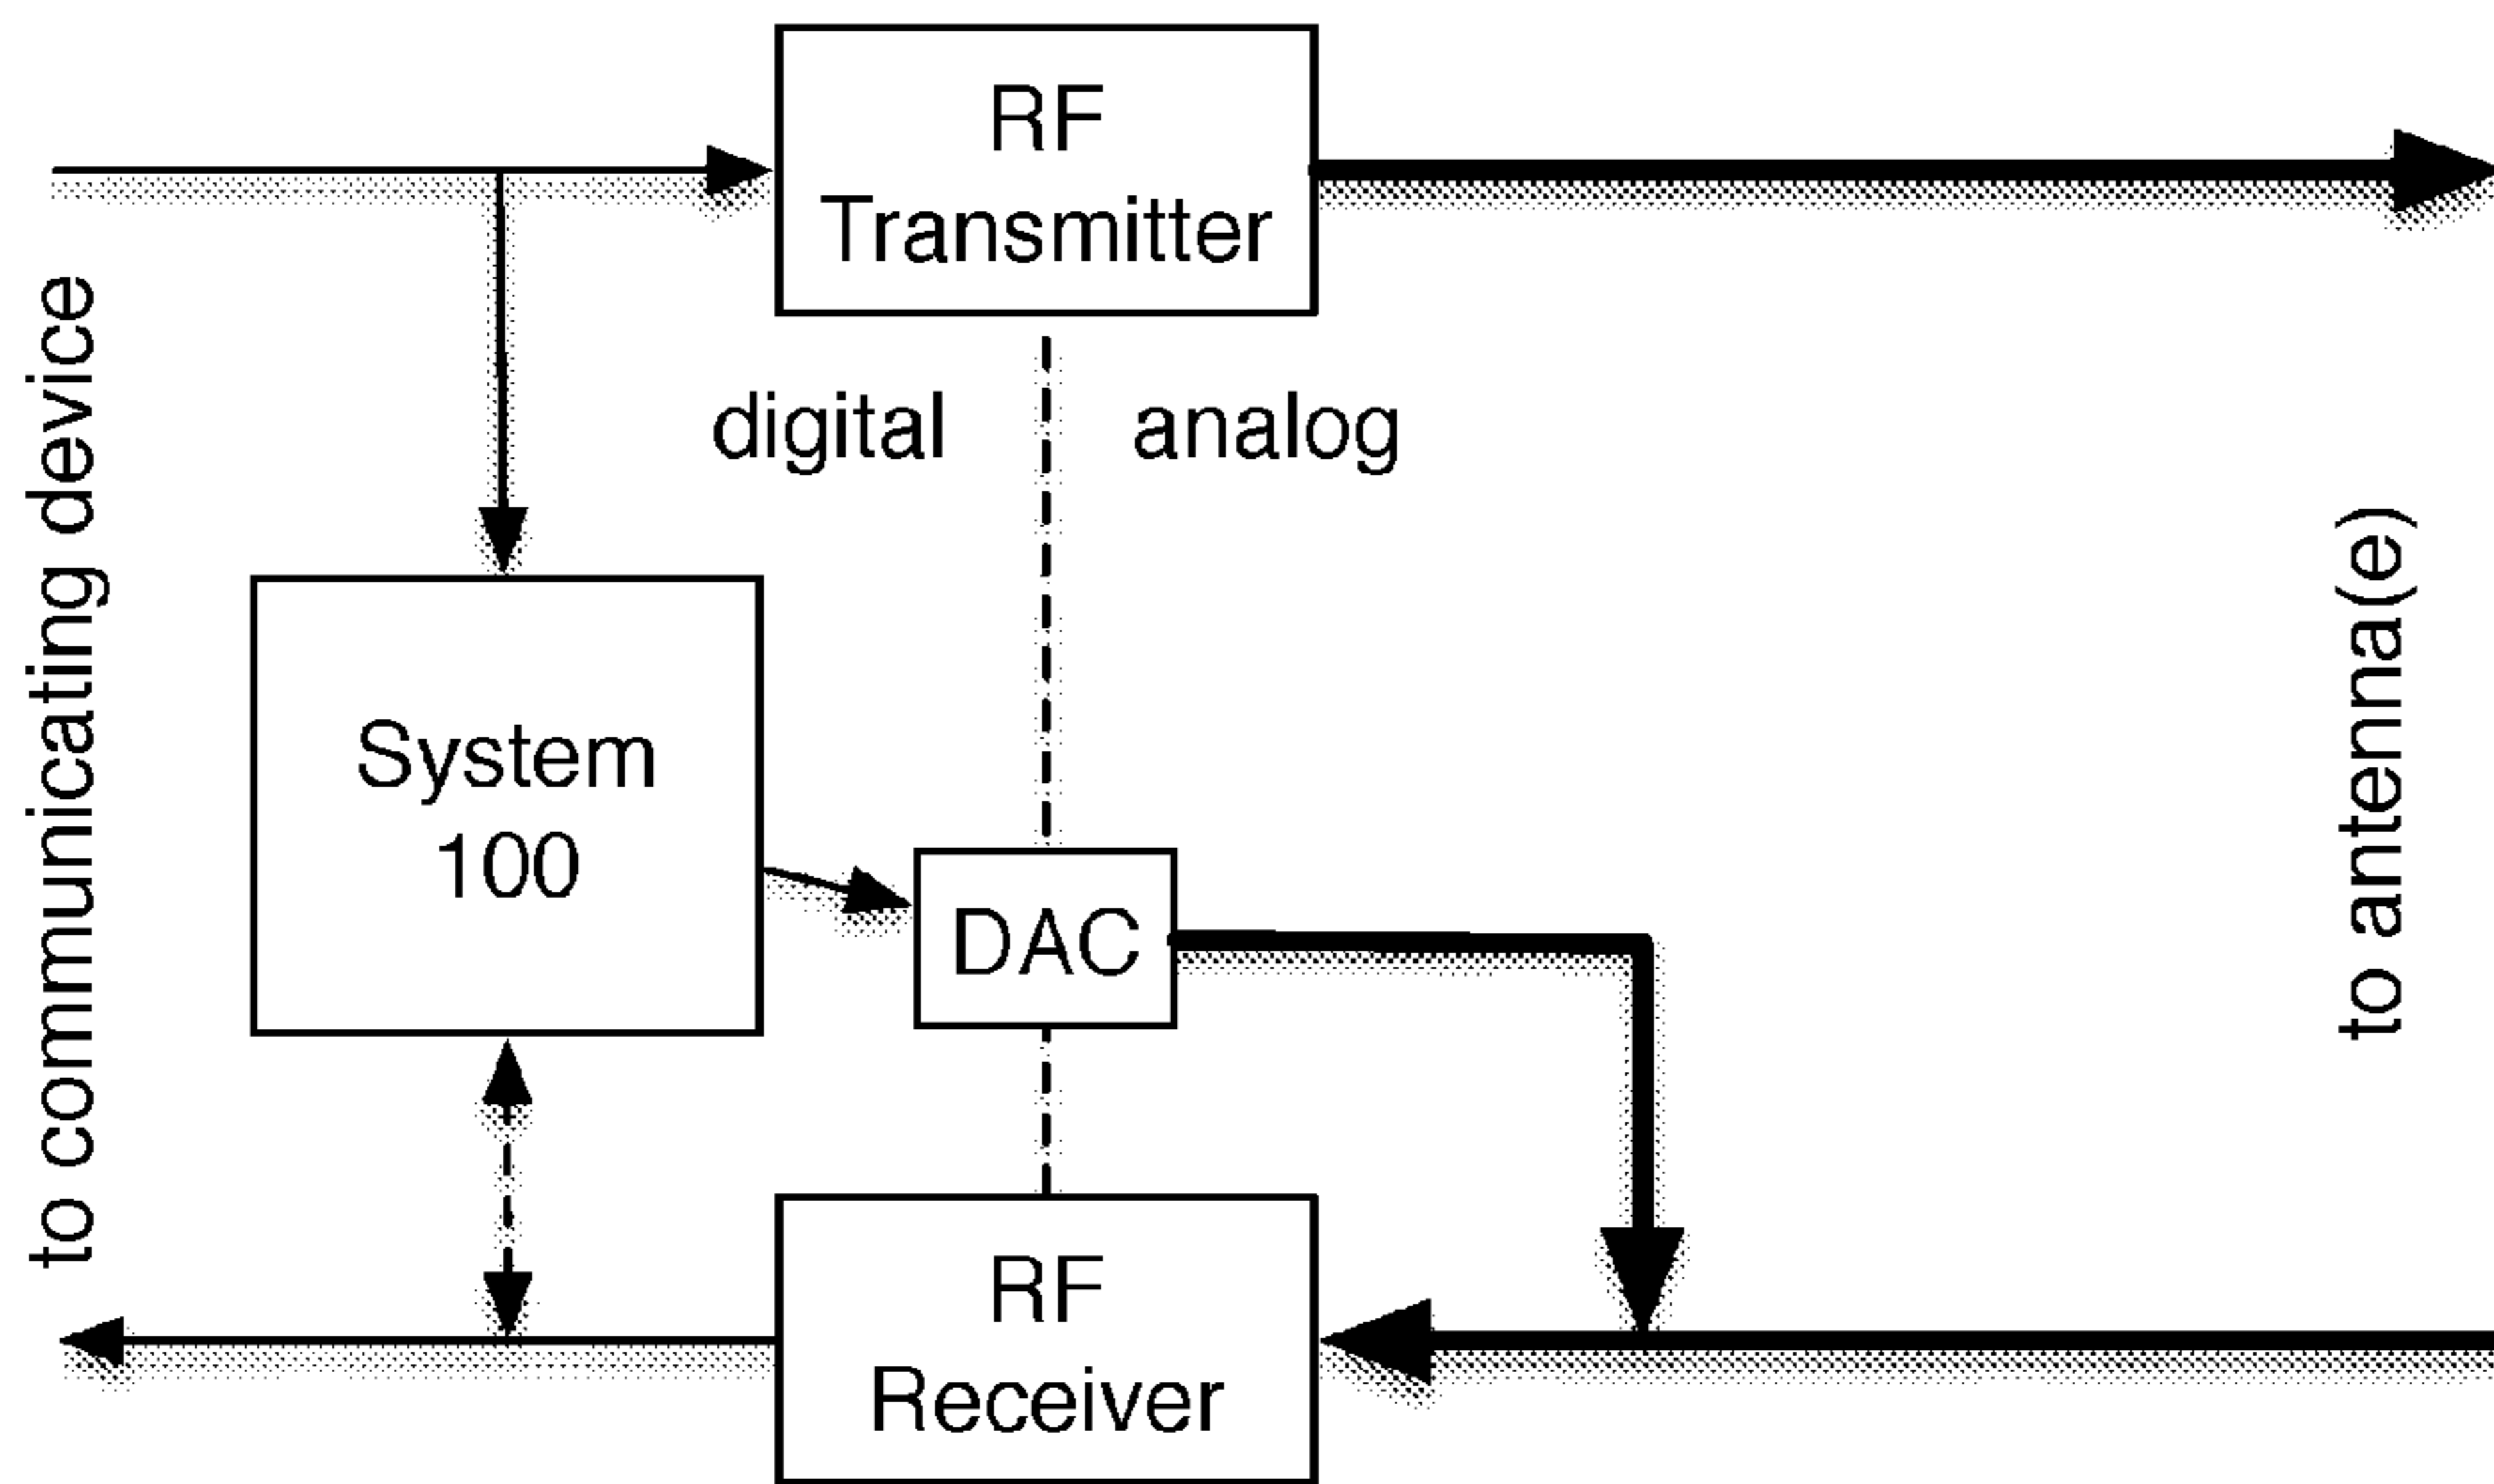 RF
Transmitter
digital
analog
to communicating device
System
100
DAC
to antenna(e)
RF
Receiver